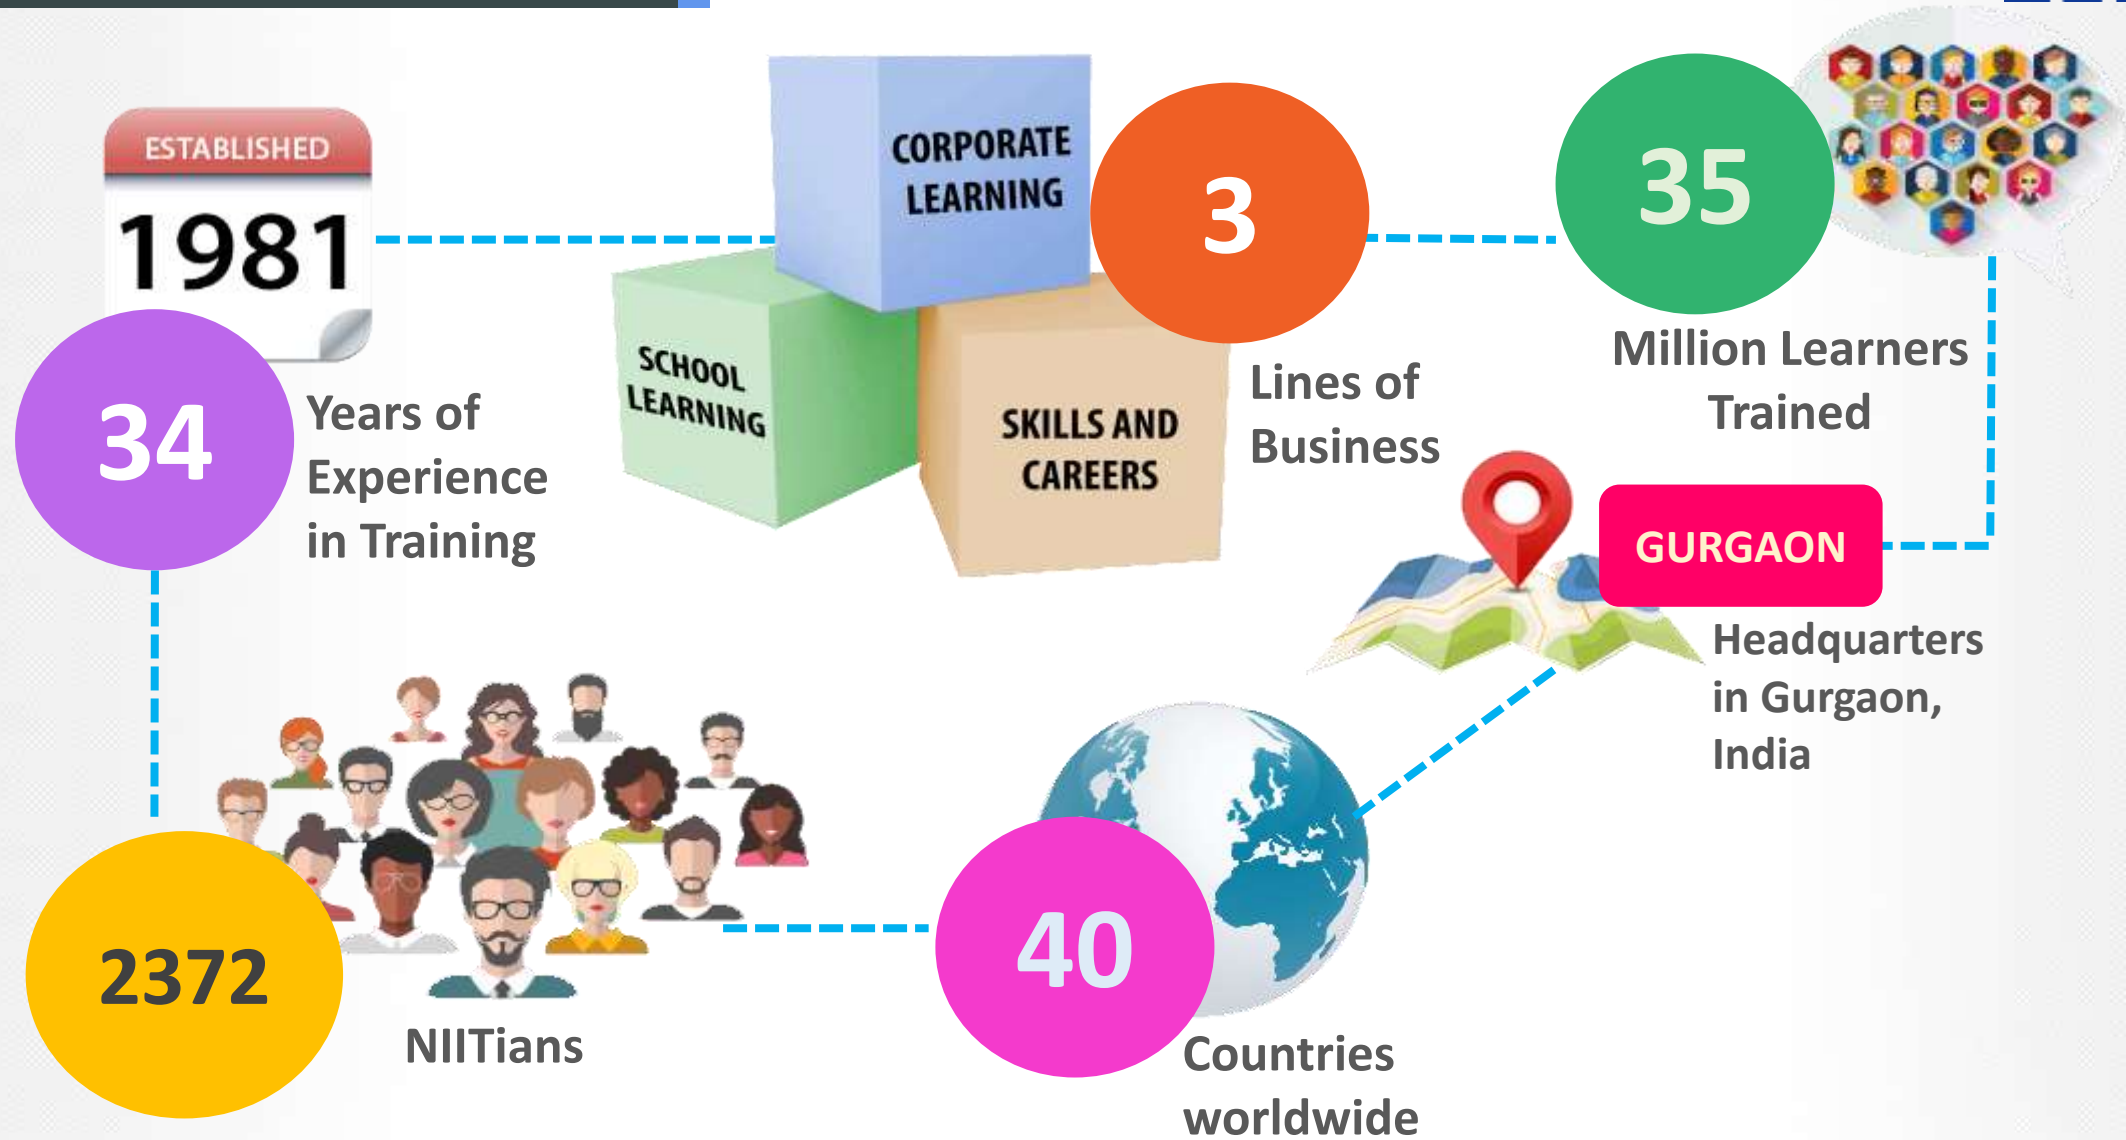 ESTABLISHED
1981
34
Years of
Experience
in Training
CORPORATE
LEARNING
SCHOOL
LEARNING
SKILLS AND
CAREERS
3
Lines of
Business
35
Million Learners
Trained
GURGAON
Headquarters
in Gurgaon,
India
40
Countries
worldwide
2372
NIITians